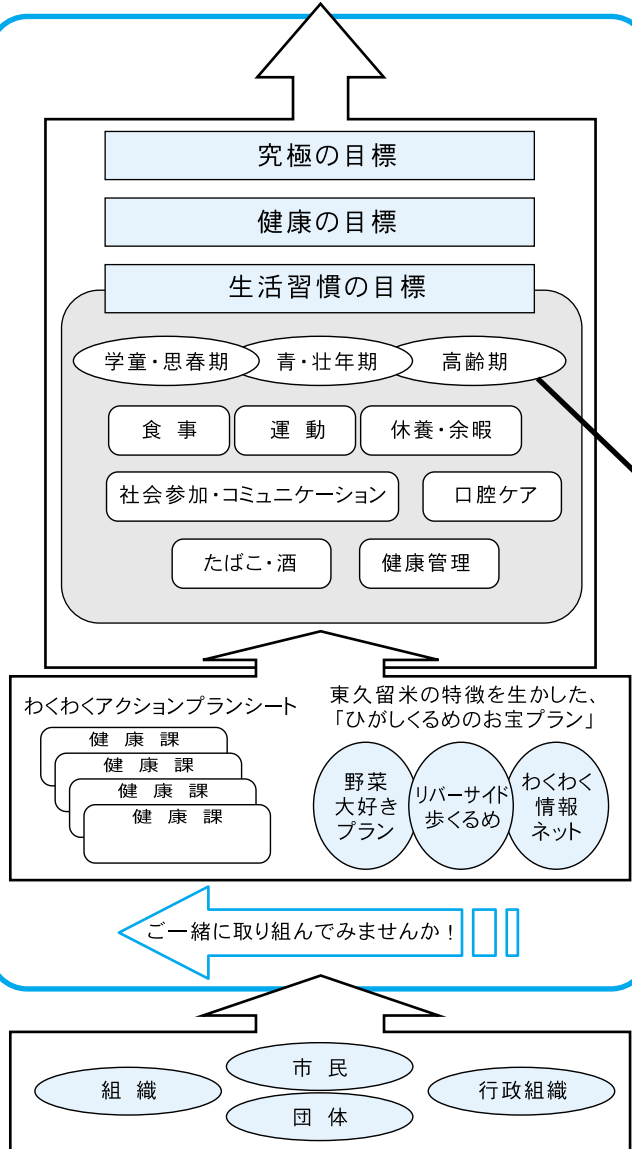 究極の目標
健康の目標
生活習慣の目標
学童・思春期
青・壮年期
高齢期
食 事
運 動
休養・余暇
社会参加・コミュニケーション
口腔ケア
たばこ・酒
健康管理
わくわくアクションプランシート
健 康 課
健 康 課
健 康 課
健 康 課
東久留米の特徴を生かした、
「ひがしくるめのお宝プラン」
野菜
大好き
プラン
リバーサイド
歩くるめ
わくわく
情報
ネット
ご一緒に取り組んでみませんか！
組 織
市 民
団 体
行政組織